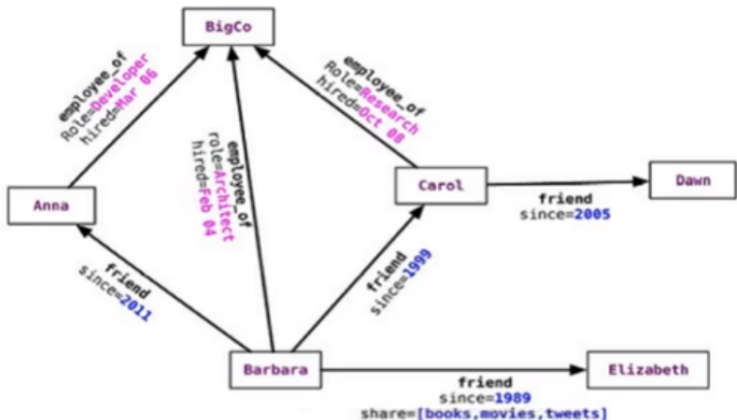 BigCo
employee_of
Role=Developer
hired=Mar 06
employee_of
role=Architect
hired=Feb 04
employee_of
Role=Research
hired=Oct 08
Anna
Carol
Dawn
friend
since=2005
friend
since=2011
friend
since=1999
Barbara
Elizabeth
friend
since=1989
share=[books,movies,tweets]